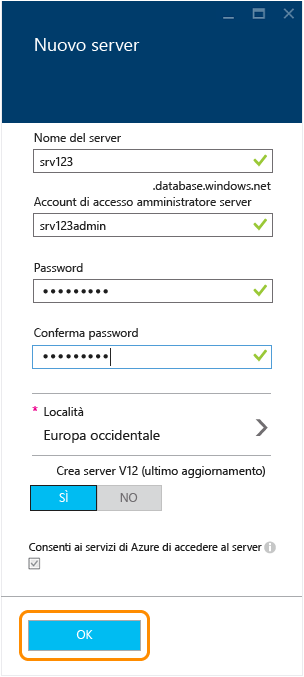 Nuovo server
Nome del server
srv123
.database.windows.net
Account di accesso amministratore server
srv123admin
Password
•••••••••
Conferma password
•••••••••
* Località
Europa occidentale
Crea server V12 (ultimo aggiornamento)
SÌ NO
Consenti ai servizi di Azure di accedere al server
OK